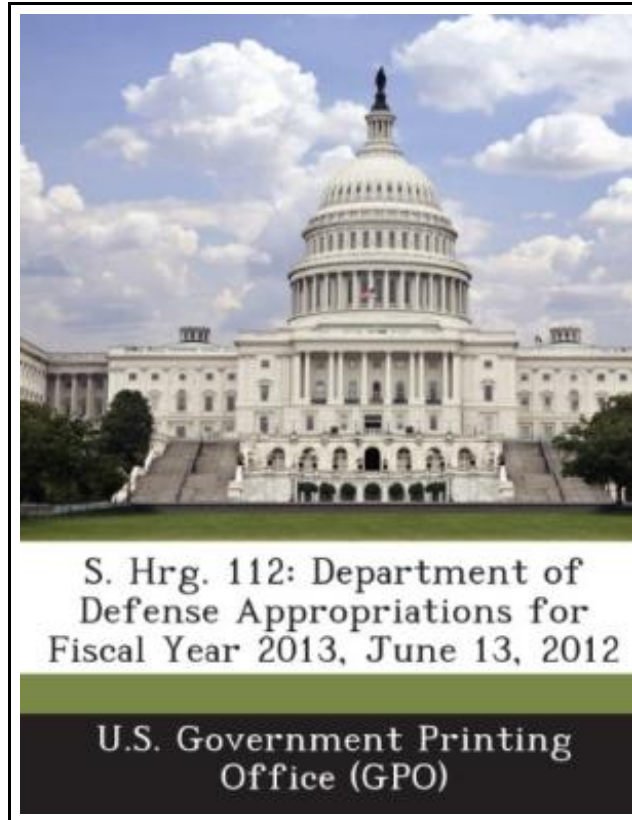 S. Hrg. 112: Department of
Defense Appropriations for
Fiscal Year 2013, June 13, 2012
U.S. Government Printing
Office (GPO)